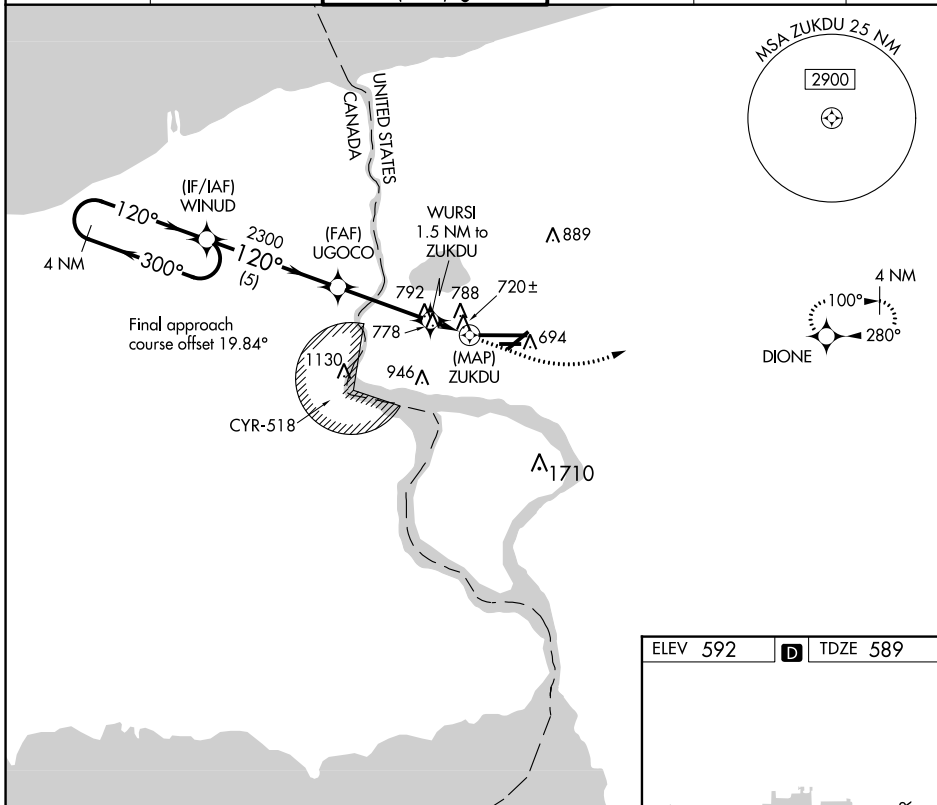 MSA ZUKDU 25 NM
2900
UNITED STATES
CANADA
(IF/IAF)
WINUD
120°
2300
120°
(5)
300°
4 NM
(FAF)
UGOCO
WURSI
1.5 NM to
ZUKDU
889
792
788
720±
778
694
(MAP)
ZUKDU
Final approach
course offset 19.84°
1130
946
CYR-518
1710
4 NM
100°
280°
DIONE
ELEV 592
D
TDZE 589